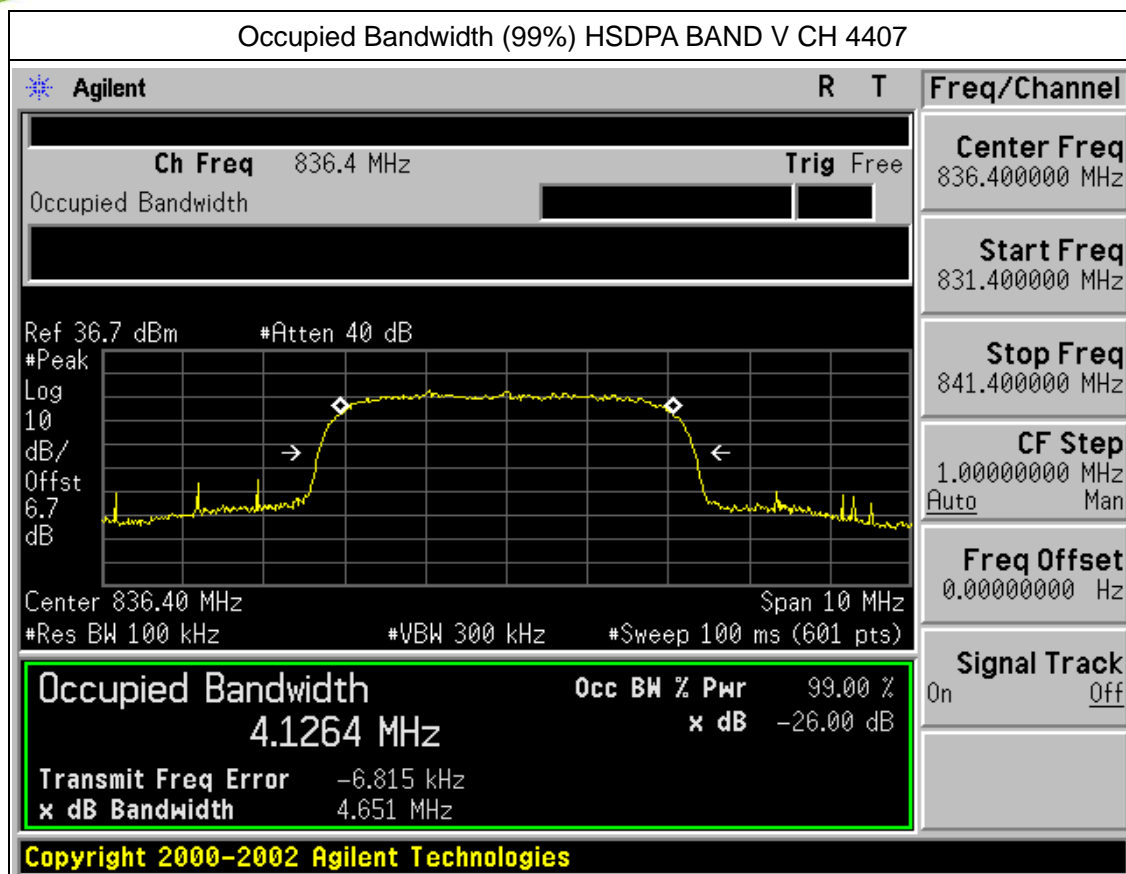 Occupied Bandwidth (99%) HSDPA BAND V CH 4407
Agilent R T
Ch Freq 836.4 MHz Trig Free
Occupied Bandwidth
Ref 36.7 dBm #Atten 40 dB
#Peak
Log
10
dB/
Offst
6.7
dB
Center 836.40 MHz Span 10 MHz
#Res BW 100 kHz #VBW 300 kHz #Sweep 100 ms (601 pts)
Occupied Bandwidth Occ BW % Pwr 99.00 %
4.1264 MHz x dB -26.00 dB
Transmit Freq Error -6.815 kHz
x dB Bandwidth 4.651 MHz
Copyright 2000-2002 Agilent Technologies
Freq/Channel
Center Freq
836.400000 MHz
Start Freq
831.400000 MHz
Stop Freq
841.400000 MHz
CF Step
1.00000000 MHz
Auto Man
Freq Offset
0.00000000 Hz
Signal Track
On Off